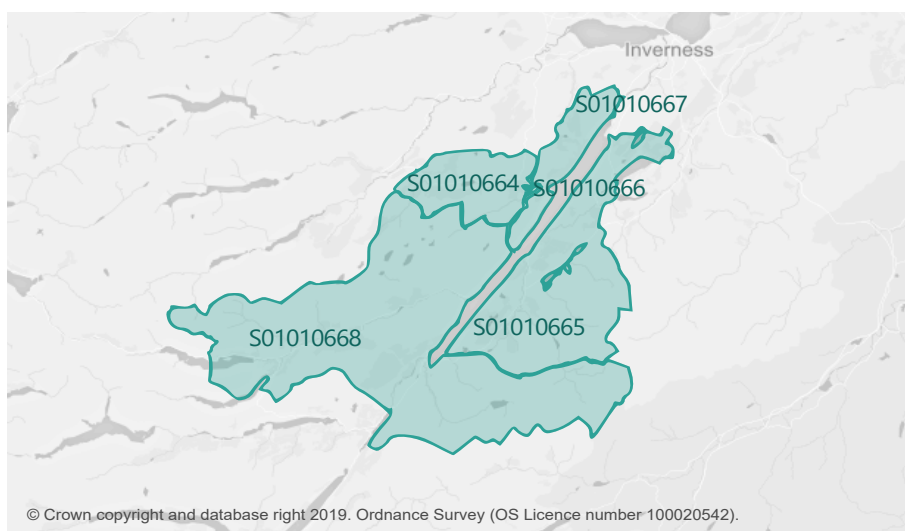 Inverness
S01010667
S01010664
S01010666
S01010665
S01010668
© Crown copyright and database right 2019. Ordnance Survey (OS Licence number 100020542).